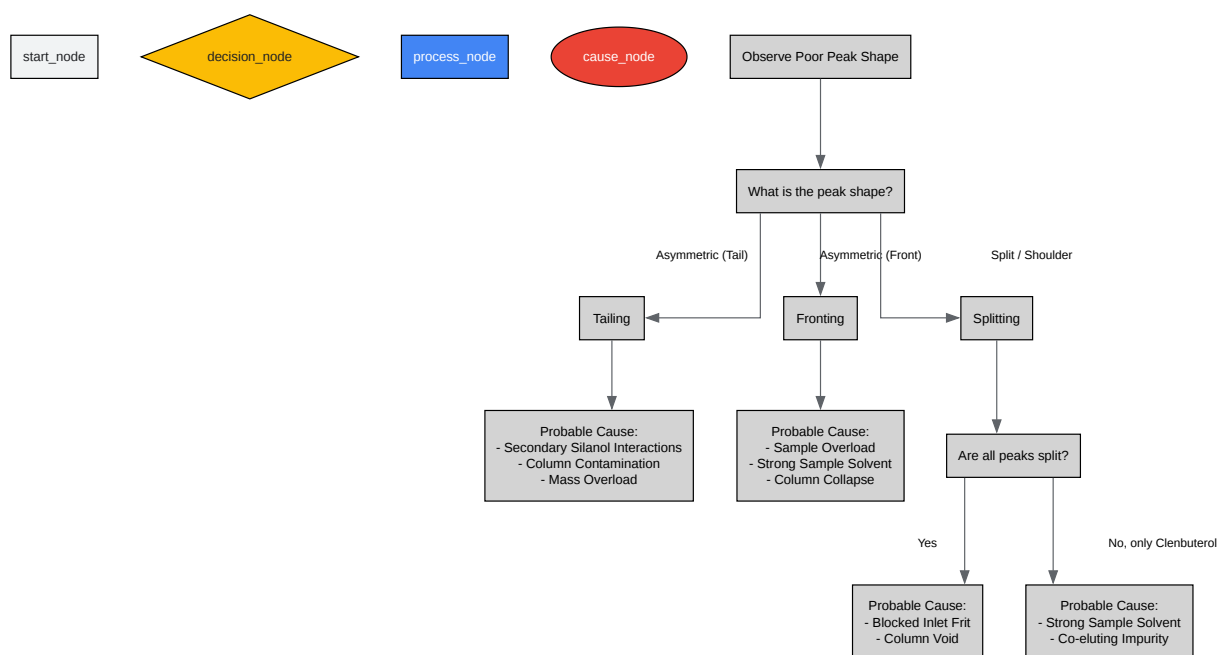 start_node
decision_node
process_node
cause_node
Observe Poor Peak Shape
What is the peak shape?
Asymmetric (Tail)
Asymmetric (Front)
Split / Shoulder
Tailing
Fronting
Splitting
Probable Cause:
- Secondary Silanol Interactions
- Column Contamination
- Mass Overload
Probable Cause:
- Sample Overload
- Strong Sample Solvent
- Column Collapse
Are all peaks split?
Yes
No, only Clenbuterol
Probable Cause:
- Blocked Inlet Frit
- Column Void
Probable Cause:
- Strong Sample Solvent
- Co-eluting Impurity